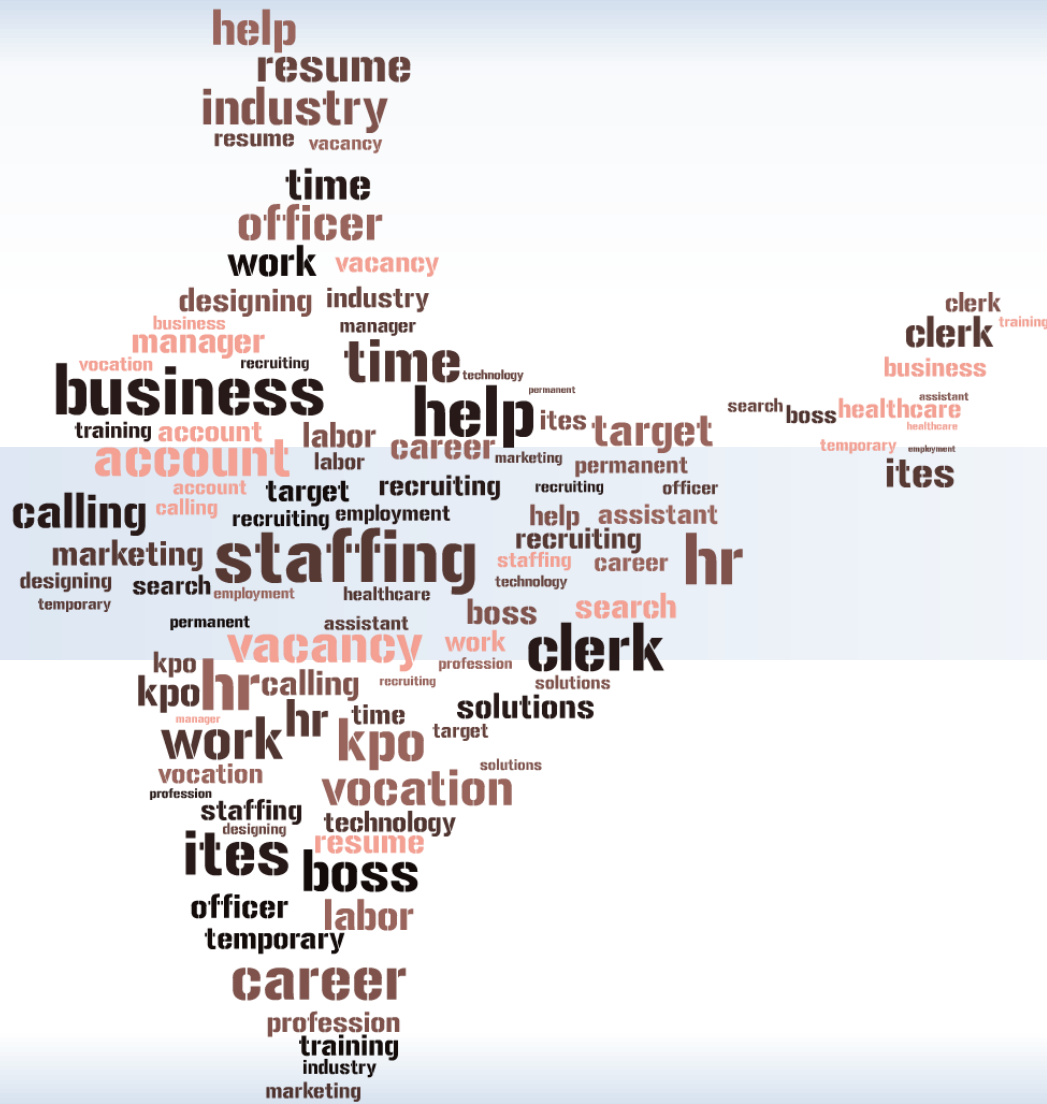 help
resume
industry
resume vacancy
time
officer
work vacancy
designing industry
clerk
business manager clerk training
manager
vocation recruiting time technology business
business help permanent assistant
search boss healthcare
training account labor ites target healthcare
account labor career marketing permanent temporary employment
account target recruiting recruiting officer ites
calling calling recruiting employment help assistant
marketing staffing recruiting hr
staffing career
designing search employment healthcare technology
temporary boss search
permanent assistant
vacancy work clerk
kpo profession
kpo hr calling recruiting solutions
manager hr time solutions
work kpo target
vocation solutions
profession vocation
staffing technology
designing resume
ites boss
officer labor
temporary
career
profession
training
industry
marketing